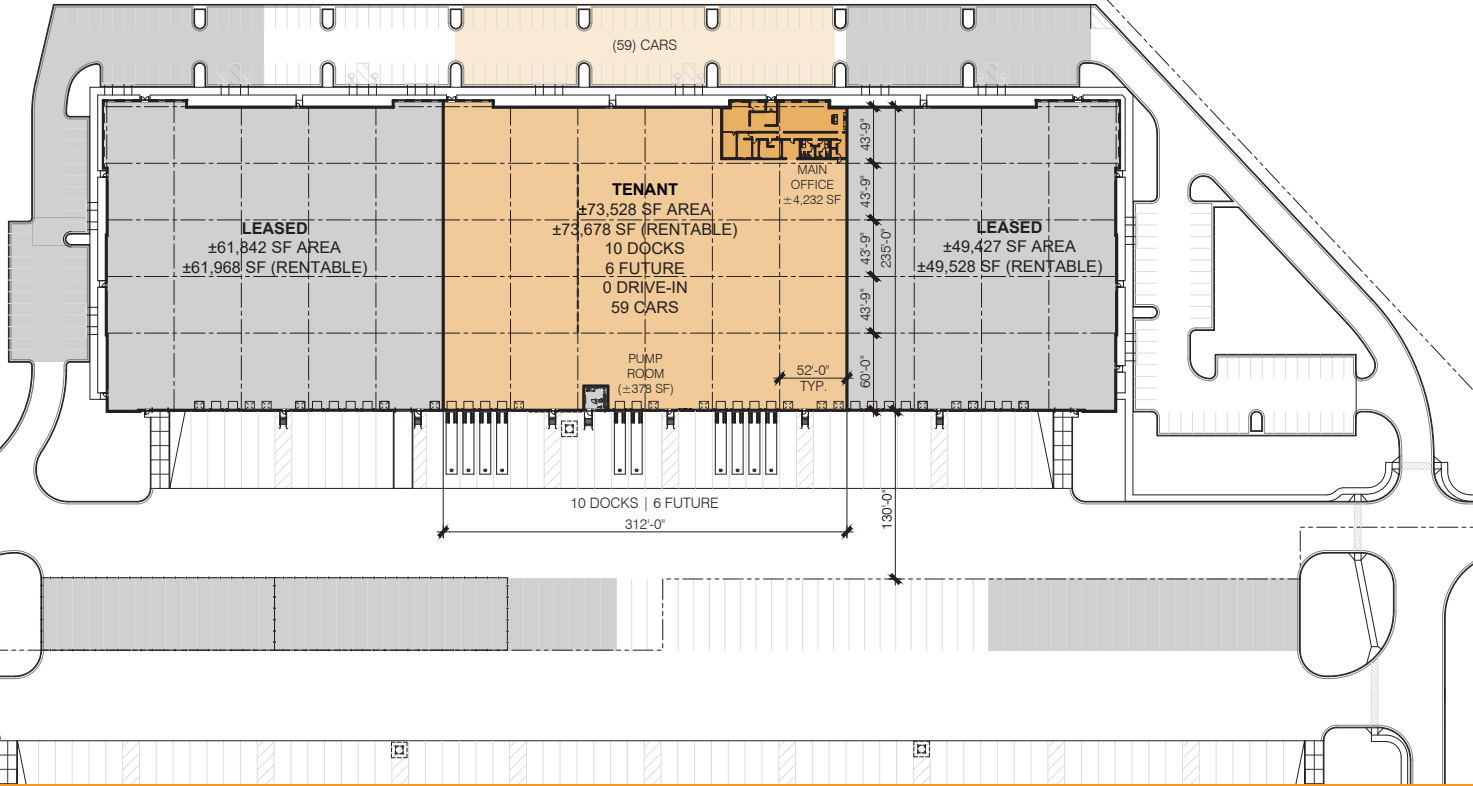 (59) CARS
MAIN
OFFICE
±4,232 SF
TENANT
±73,528 SF AREA
±73,678 SF (RENTABLE)
10 DOCKS
6 FUTURE
0 DRIVE-IN
59 CARS
LEASED
±61,842 SF AREA
±61,968 SF (RENTABLE)
LEASED
±49,427 SF AREA
±49,528 SF (RENTABLE)
43'-9"
43'-9"
43'-9"
43'-9"
60'-0"
235'-0"
PUMP
ROOM
(±378 SF)
52'-0"
TYP.
10 DOCKS | 6 FUTURE
312'-0"
130'-0"